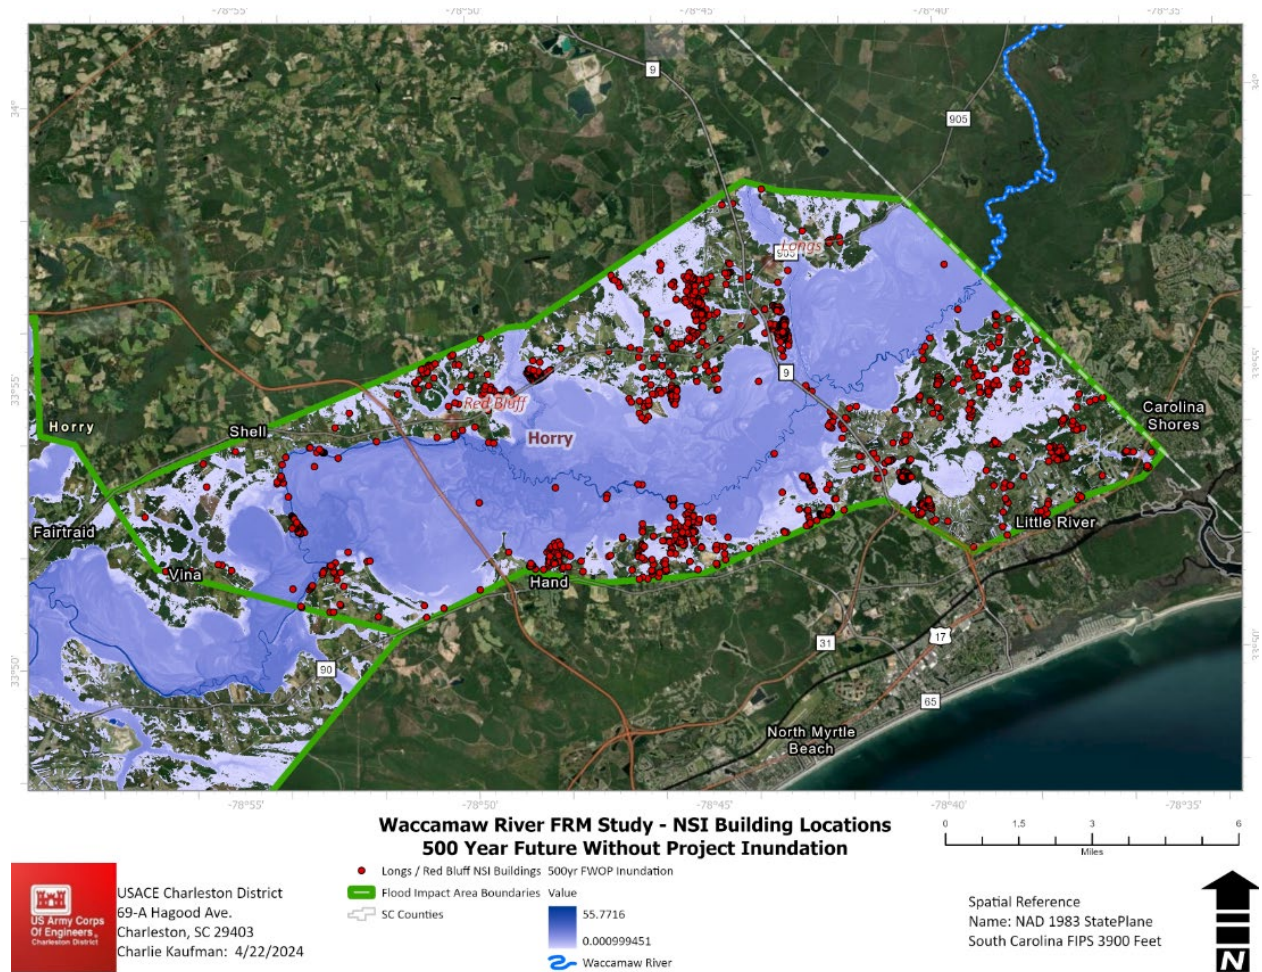 -78°55'
-78°50'
-78°45'
-78°40'
-78°35'
34°
33°55'
33°50'
9
905
Longs
905
9
Carolina
Shores
Horry
Shell
Red Bluff
Horry
Fairtraid
Vina
Hand
Little River
90
31
17
65
North Myrtle
Beach
-78°55'
-78°50'
-78°45'
-78°40'
-78°35'
Waccamaw River FRM Study - NSI Building Locations
500 Year Future Without Project Inundation
0 1.5 3 6
Miles
US Army Corps
Of Engineers®
Charleston District
USACE Charleston District
69-A Hagood Ave.
Charleston, SC 29403
Charlie Kaufman: 4/22/2024
Longs / Red Bluff NSI Buildings
Flood Impact Area Boundaries
SC Counties
500yr FWOP Inundation
Value
55.7716
0.000999451
Waccamaw River
Spatial Reference
Name: NAD 1983 StatePlane
South Carolina FIPS 3900 Feet
N